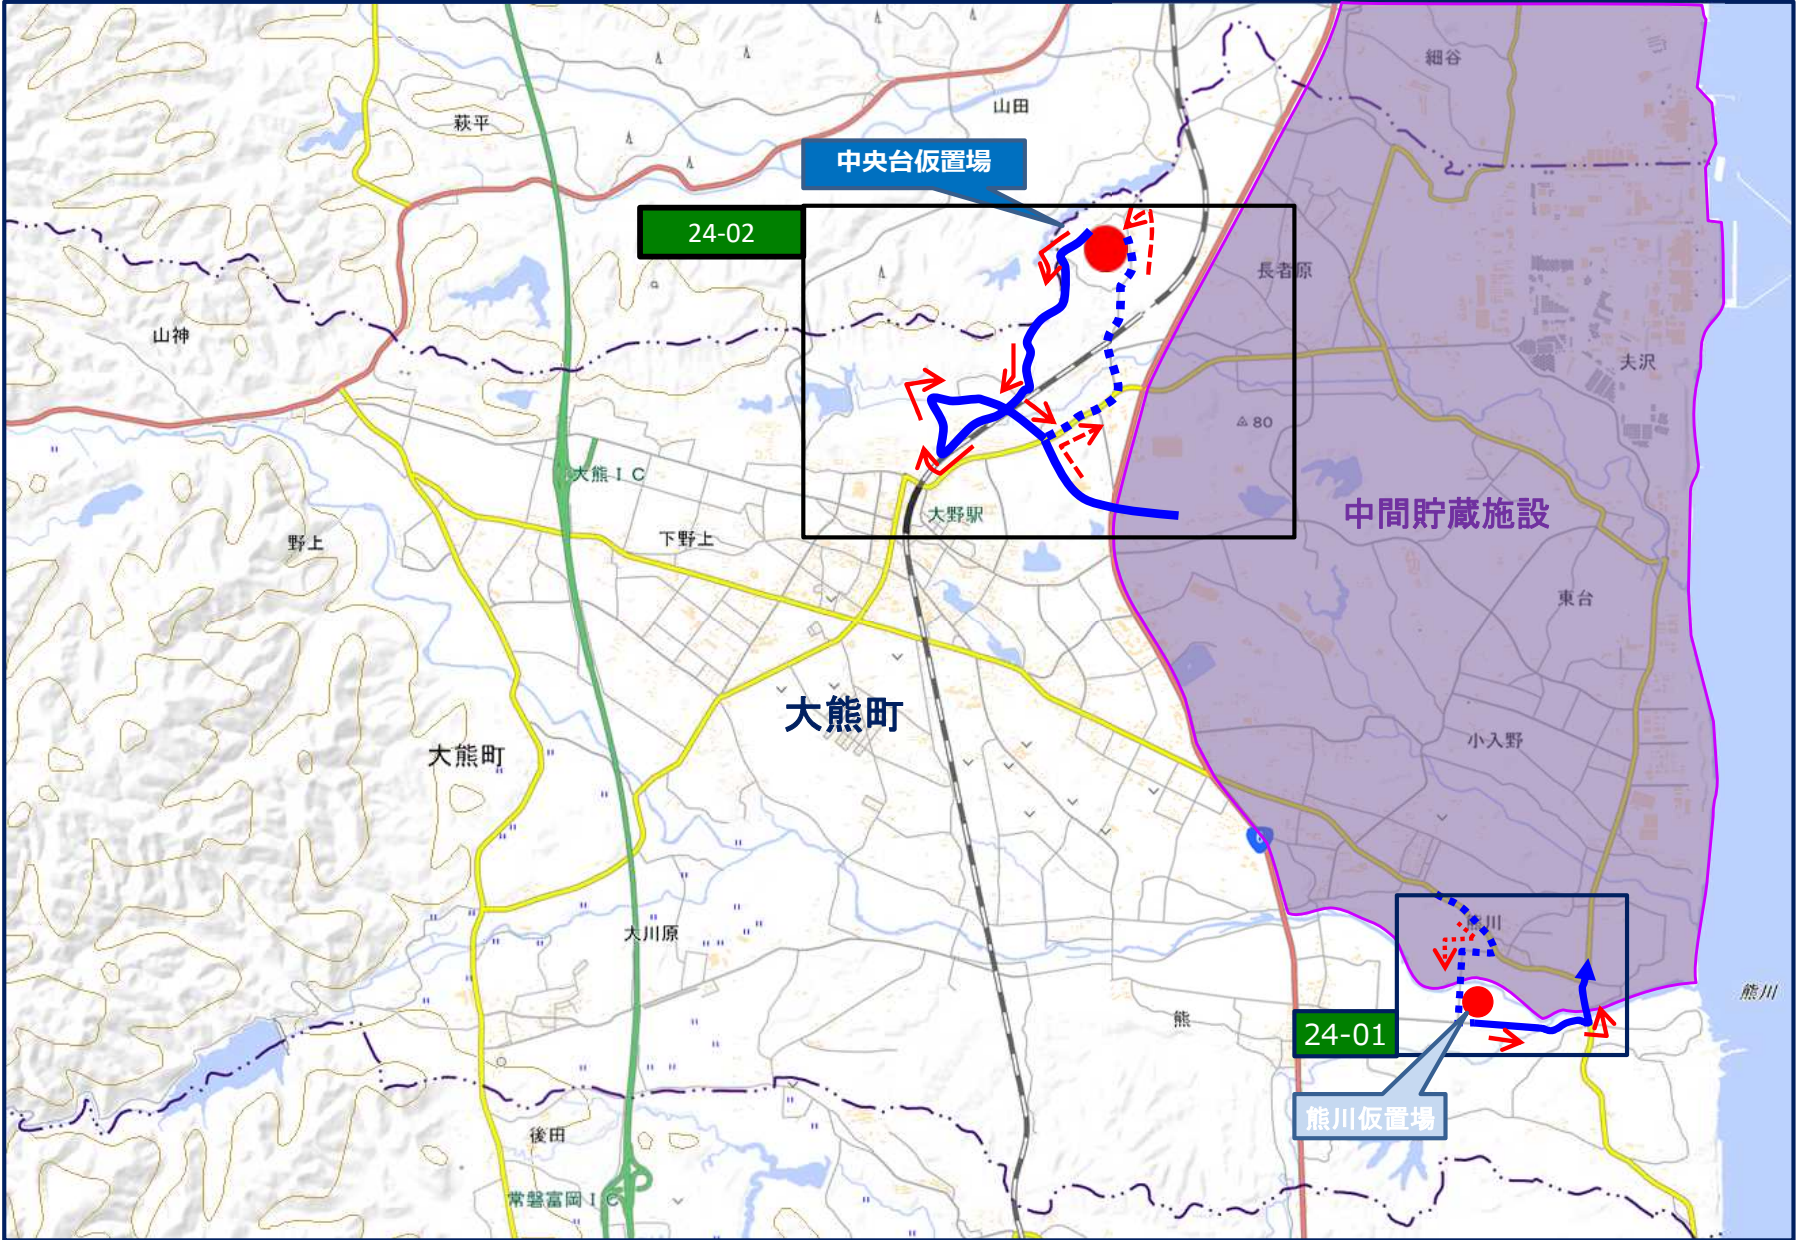 細谷
山田
萩平
中央台仮置場
24-02
長者原
山神
夫沢
80
大熊IC
中間貯蔵施設
大野駅
下野上
野上
東台
大熊町
小入野
大熊町
6
川
大川原
熊川
熊
24-01
熊川仮置場
後田
常磐富岡IC